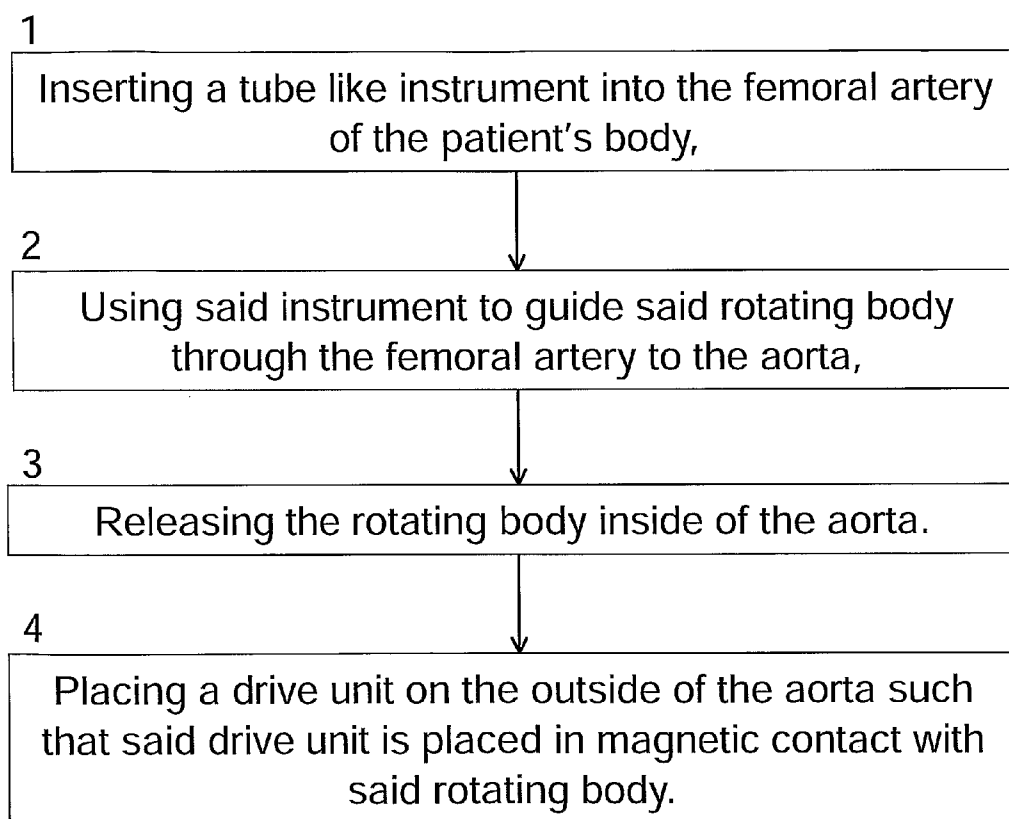 1
Inserting a tube like instrument into the femoral artery
of the patient's body,
2
Using said instrument to guide said rotating body
through the femoral artery to the aorta,
3
Releasing the rotating body inside of the aorta.
4
Placing a drive unit on the outside of the aorta such
that said drive unit is placed in magnetic contact with
said rotating body.